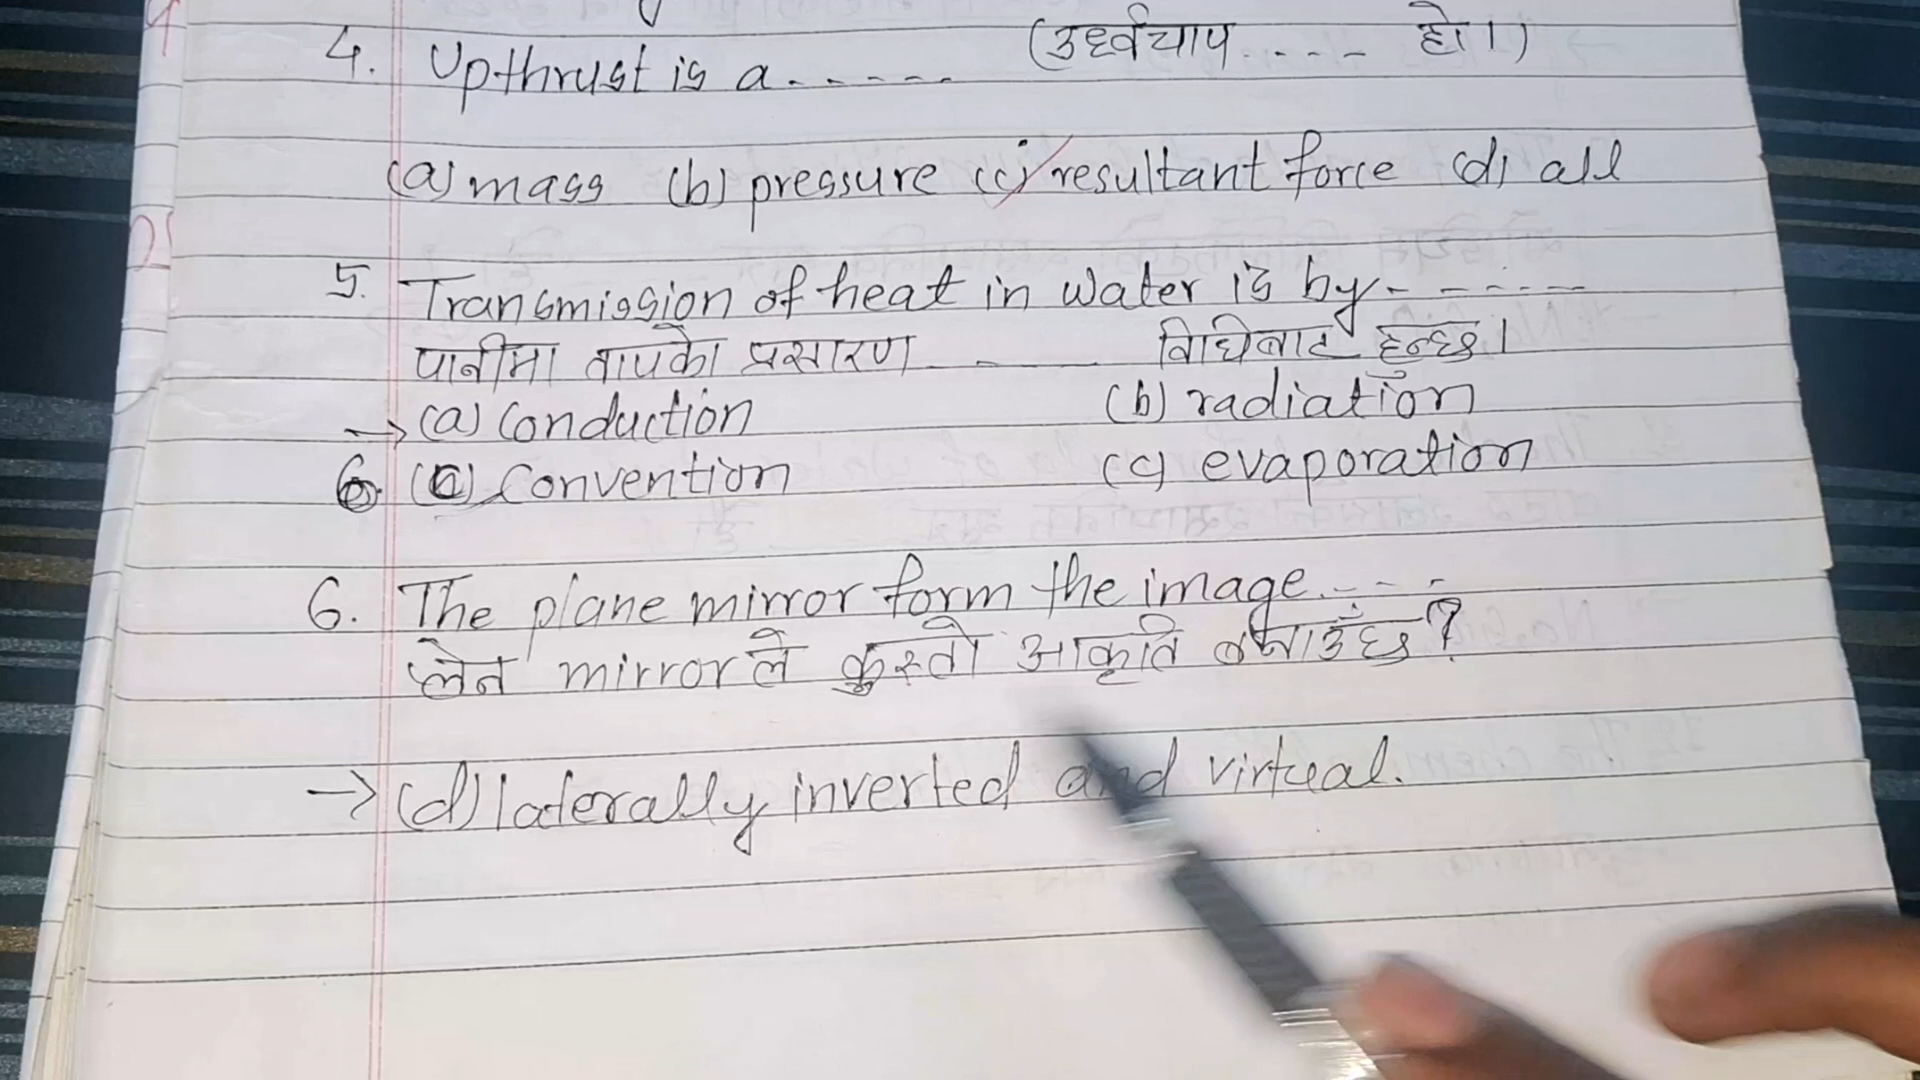 4. Upthrust is a...... (उर्ध्वचाप.... हो।)
(a) mass (b) pressure (c) resultant force (d) all
5. Transmission of heat in water is by......
पानीमा तापको प्रसारण ...... विधिबाट हुन्छ।
→ (a) Conduction (b) radiation
6. (c) Convention (c) evaporation
6. The plane mirror form the image....
प्लेन mirror ले कुस्तो आकृति बनाउँछ?
→ (d) laterally inverted and virtual.